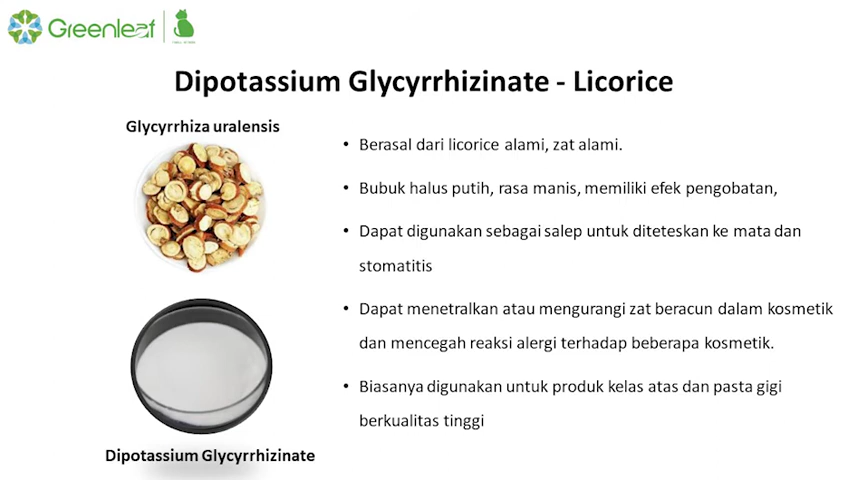 Greenleaf
Dipotassium Glycyrrhizinate - Licorice
Glycyrrhiza uralensis
• Berasal dari licorice alami, zat alami.
• Bubuk halus putih, rasa manis, memiliki efek pengobatan,
• Dapat digunakan sebagai salep untuk diteteskan ke mata dan
stomatitis
• Dapat menetralkan atau mengurangi zat beracun dalam kosmetik
dan mencegah reaksi alergi terhadap beberapa kosmetik.
• Biasanya digunakan untuk produk kelas atas dan pasta gigi
berkualitas tinggi
Dipotassium Glycyrrhizinate